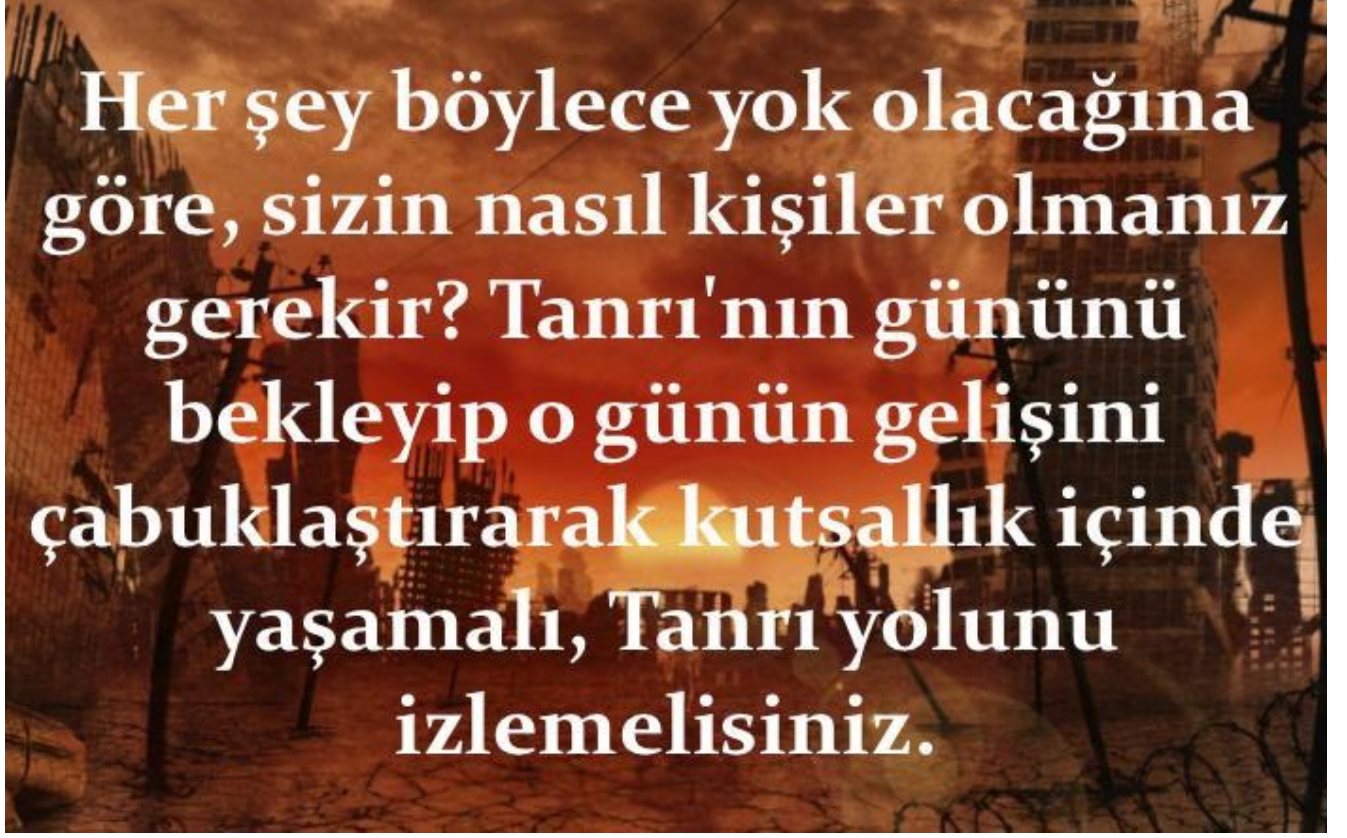 Her şey böylece yok olacağına
göre, sizin nasıl kişiler olmanız
gerekir? Tanrı'nın gününü
bekleyip o günün gelişini
çabuklaştırarak kutsallık içinde
yaşamalı, Tanrı yolunu
izlemelisiniz.